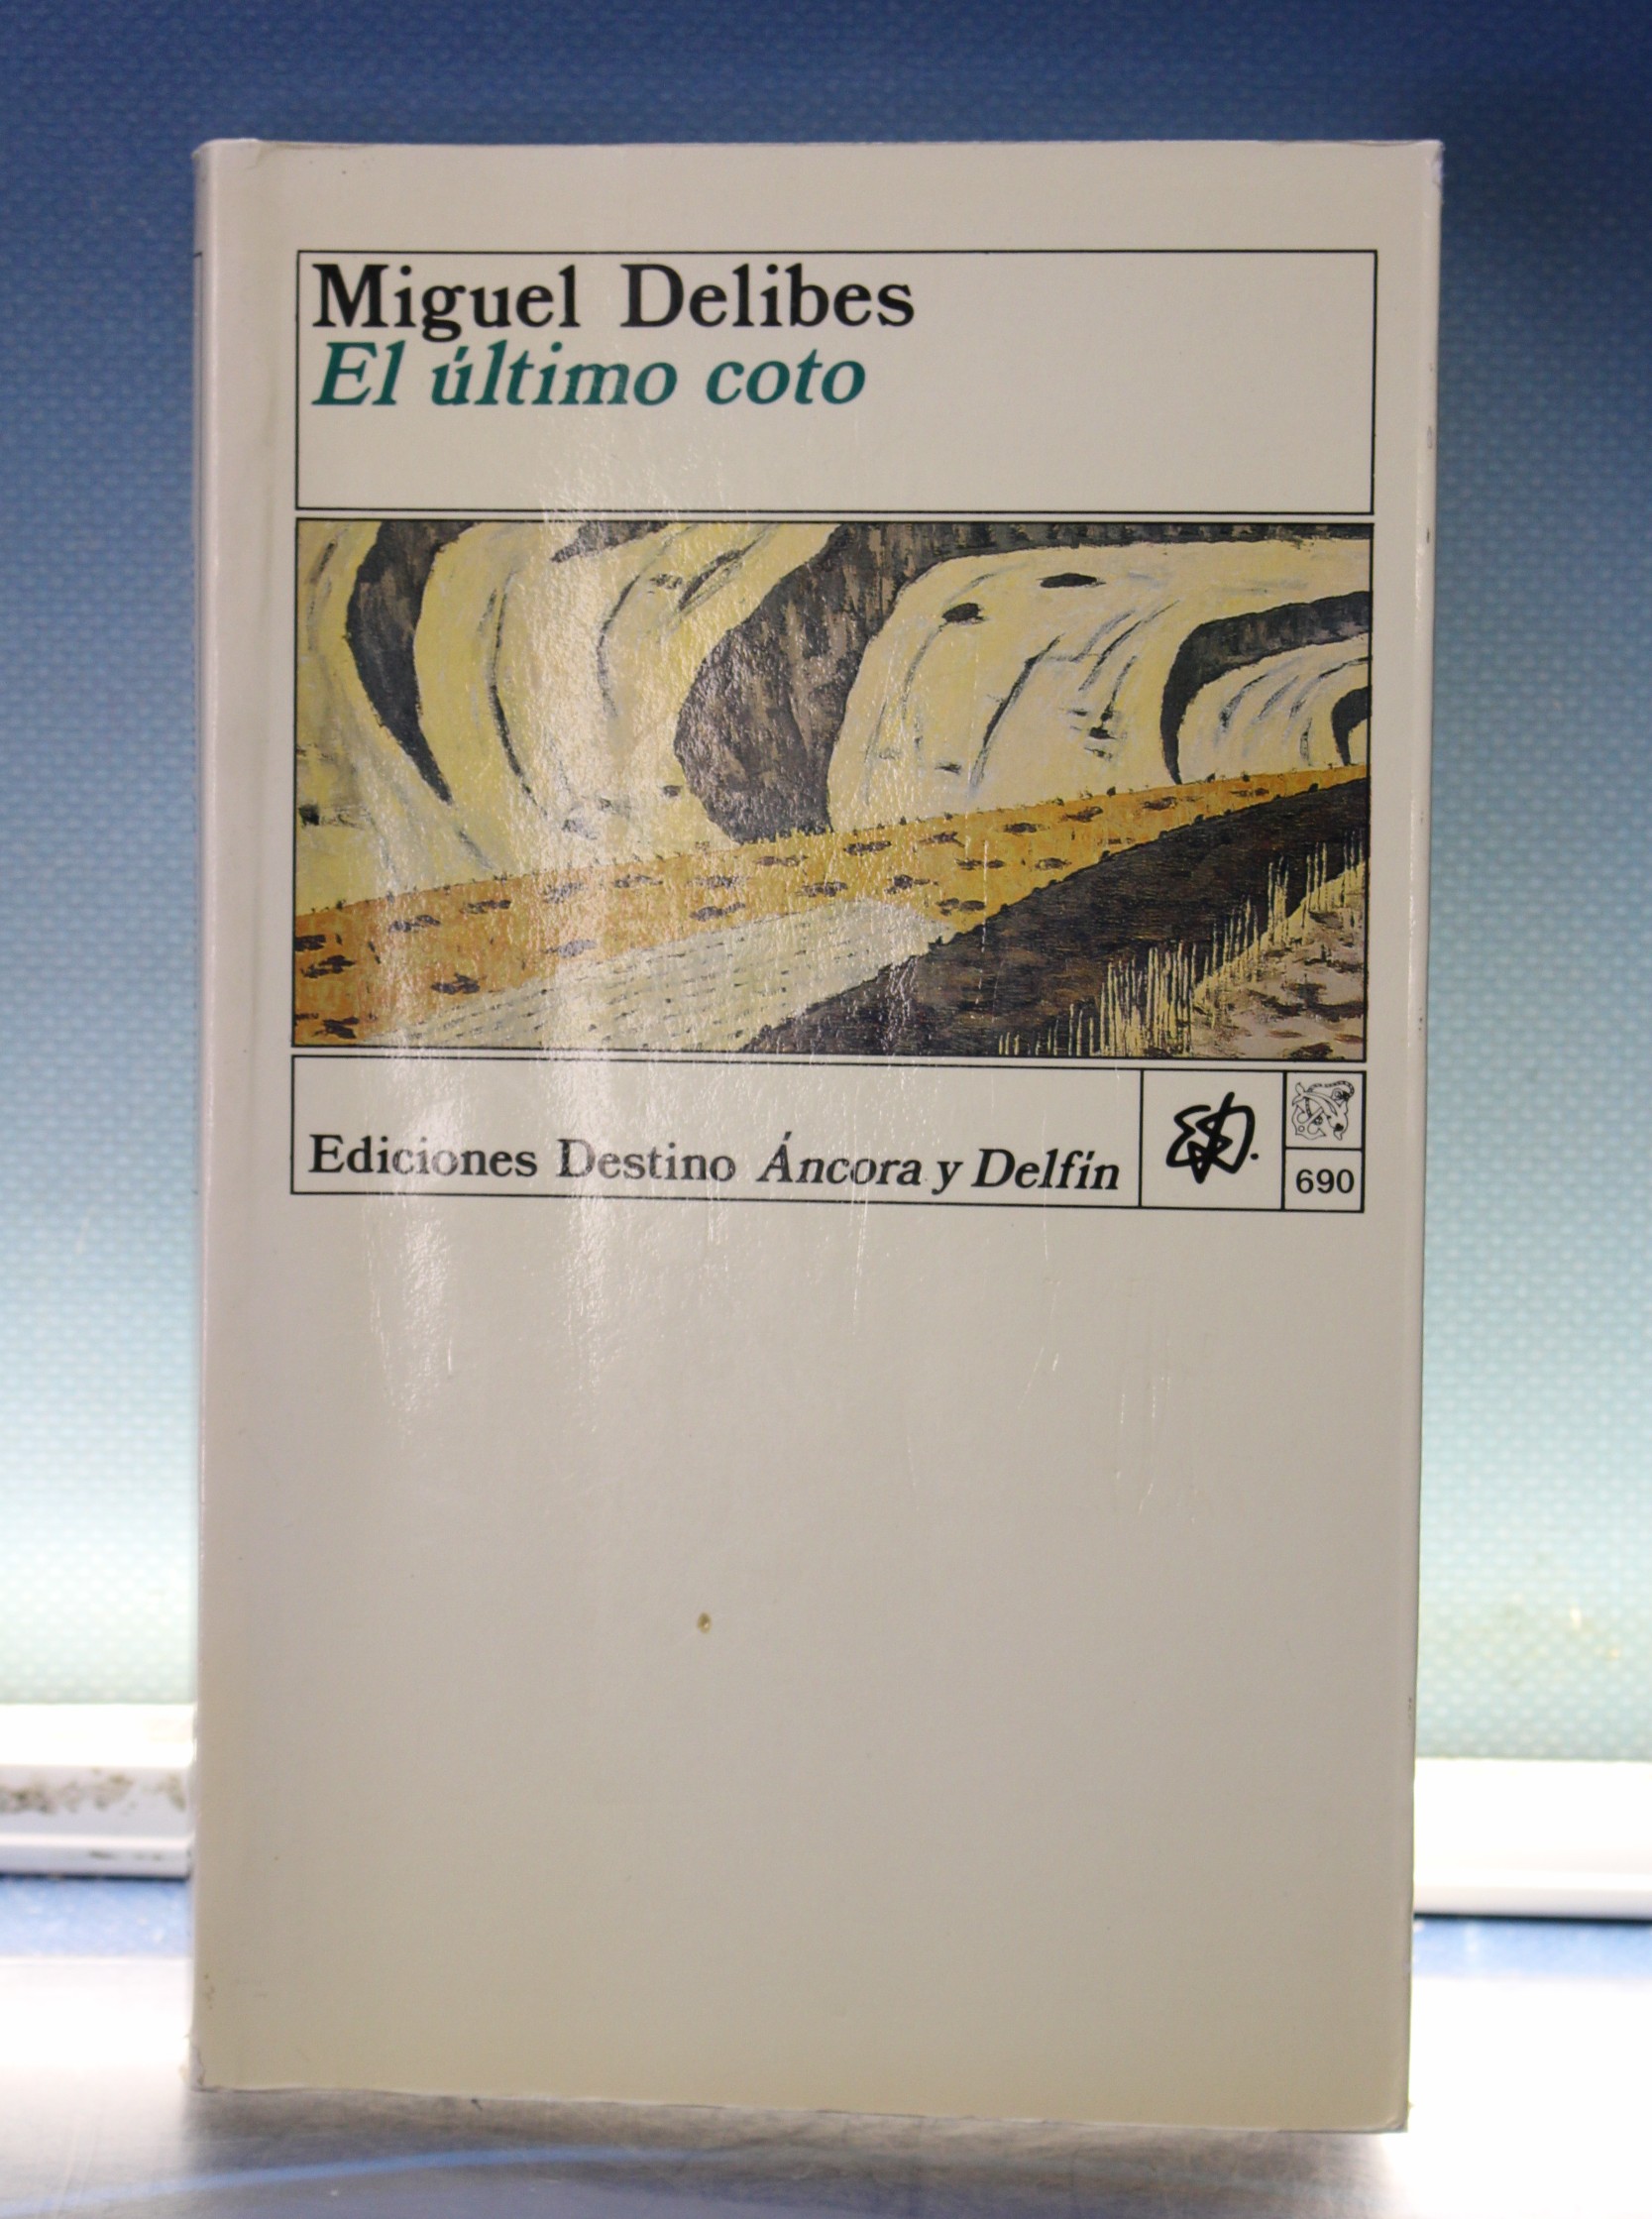 Miguel Delibes
El último coto
Ediciones Destino Áncora y Delfín
690